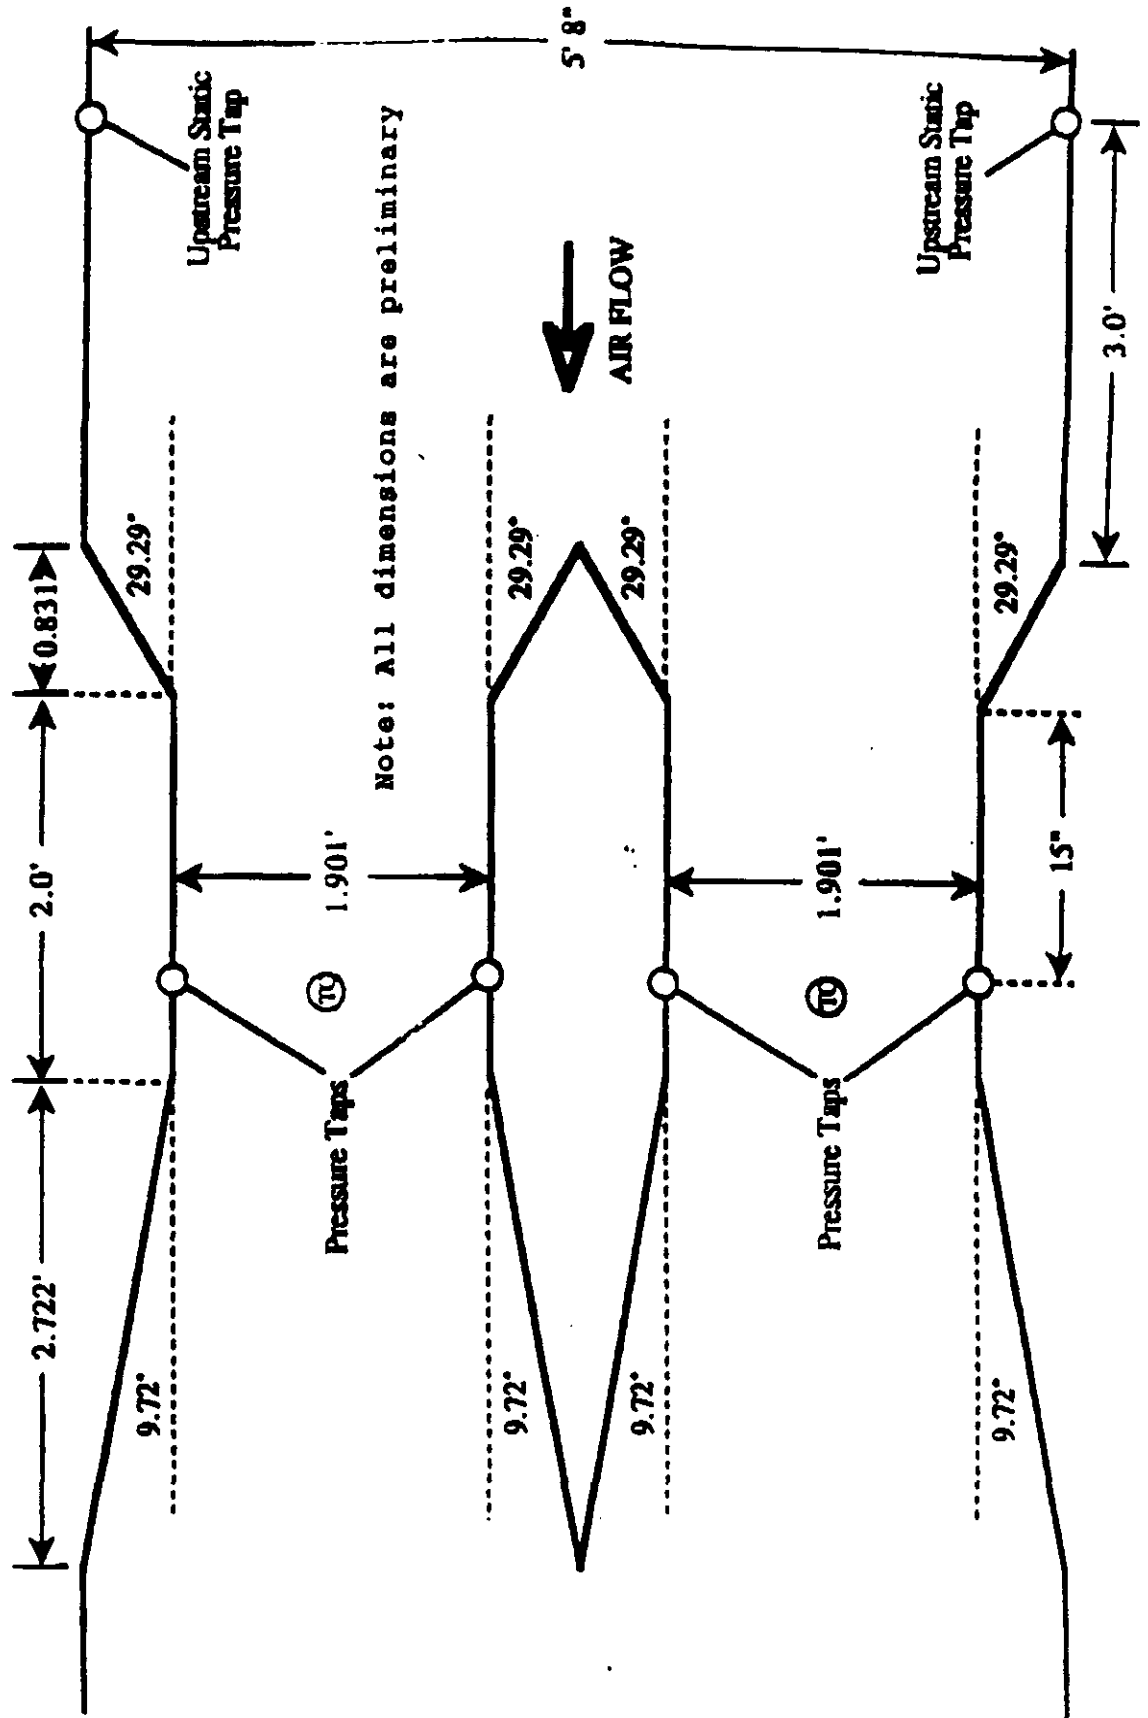 2.722'
2.0'
0.831'
9.72°
29.29°
Upstream Static
Pressure Tap
Pressure Taps
TC
1.901'
Note: All dimensions are preliminary
9.72°
29.29°
AIR FLOW
5' 8"
9.72°
29.29°
Pressure Taps
TC
1.901'
Upstream Static
Pressure Tap
9.72°
29.29°
15"
3.0'